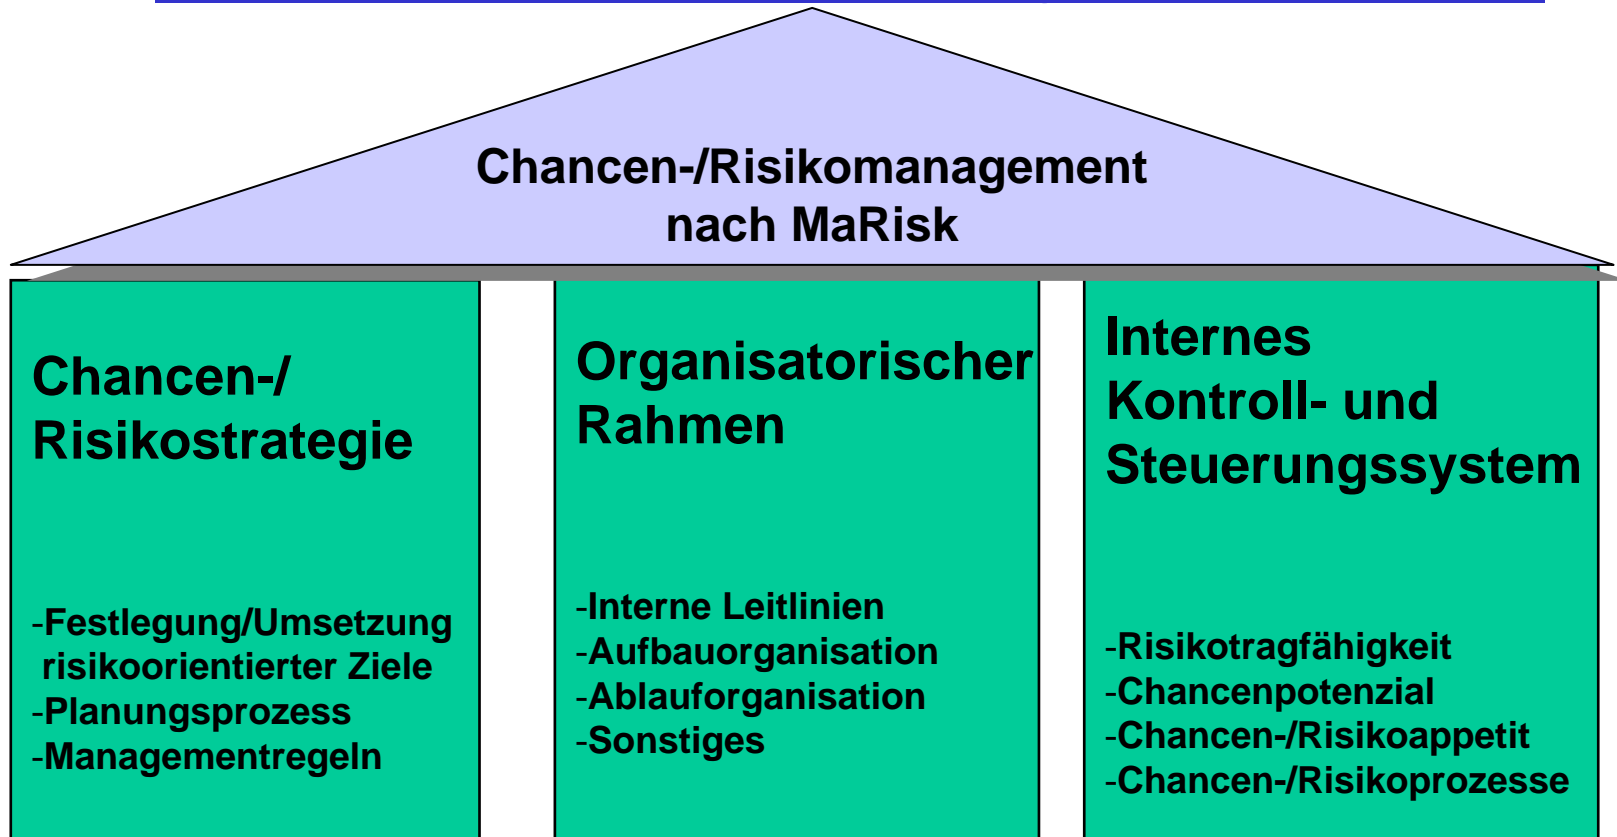 Chancen-/Risikomanagement
nach MaRisk
Chancen-/
Risikostrategie
-Festlegung/Umsetzung
risikoorientierter Ziele
-Planungsprozess
-Managementregeln
Organisatorischer
Rahmen
-Interne Leitlinien
-Aufbauorganisation
-Ablauforganisation
-Sonstiges
Internes
Kontroll- und
Steuerungssystem
-Risikotragfähigkeit
-Chancenpotenzial
-Chancen-/Risikoappetit
-Chancen-/Risikoprozesse